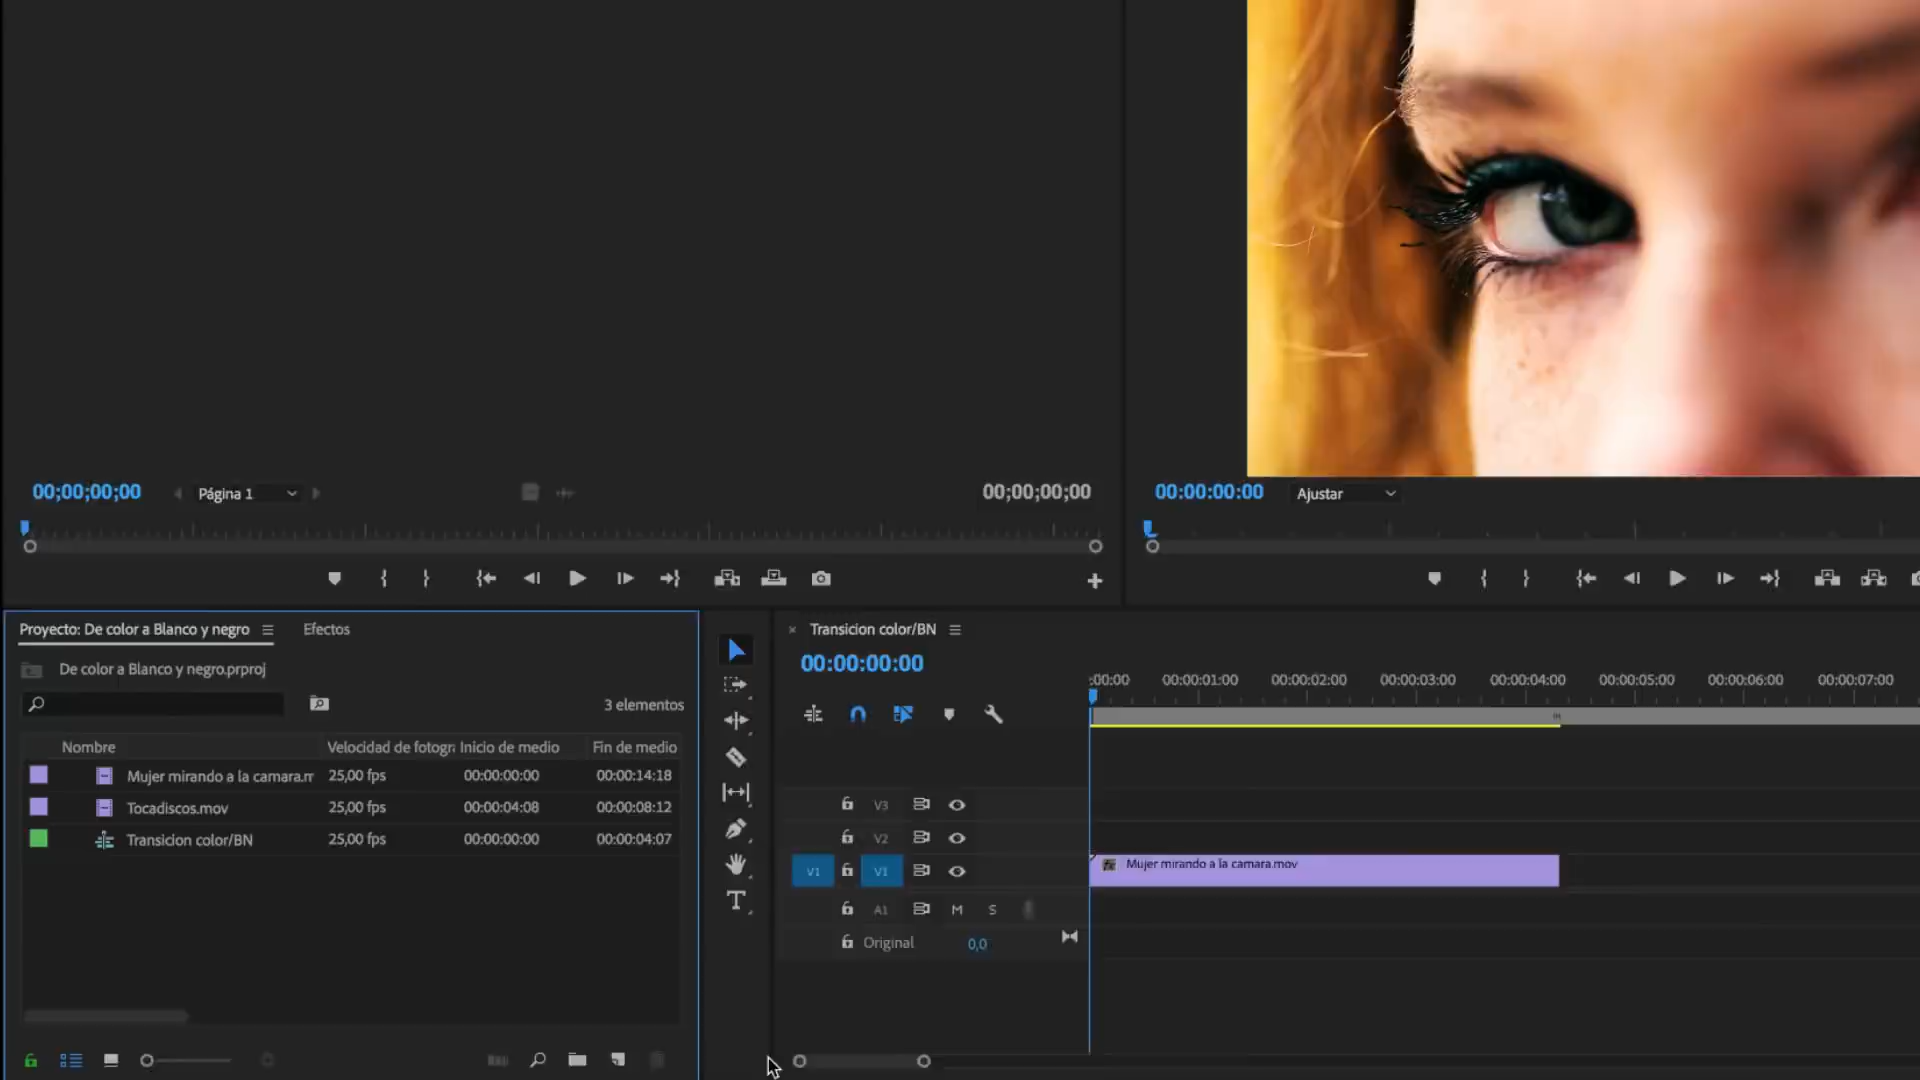 00;00;00;00
Página 1
00;00;00;00
00:00:00:00
Ajustar
Proyecto: De color a Blanco y negro
Efectos
De color a Blanco y negro.prproj
3 elementos
Nombre
Velocidad de fotogr
Inicio de medio
Fin de medio
Mujer mirando a la camara.m
25,00 fps
00:00:00:00
00:00:14:18
Tocadiscos.mov
25,00 fps
00:00:04:08
00:00:08:12
Transicion color/BN
25,00 fps
00:00:00:00
00:00:04:07
Transicion color/BN
00:00:00:00
:00:00
00:00:01:00
00:00:02:00
00:00:03:00
00:00:04:00
00:00:05:00
00:00:06:00
00:00:07:00
V3
V2
V1
V1
fx
Mujer mirando a la camara.mov
A1
M
S
Original
0,0